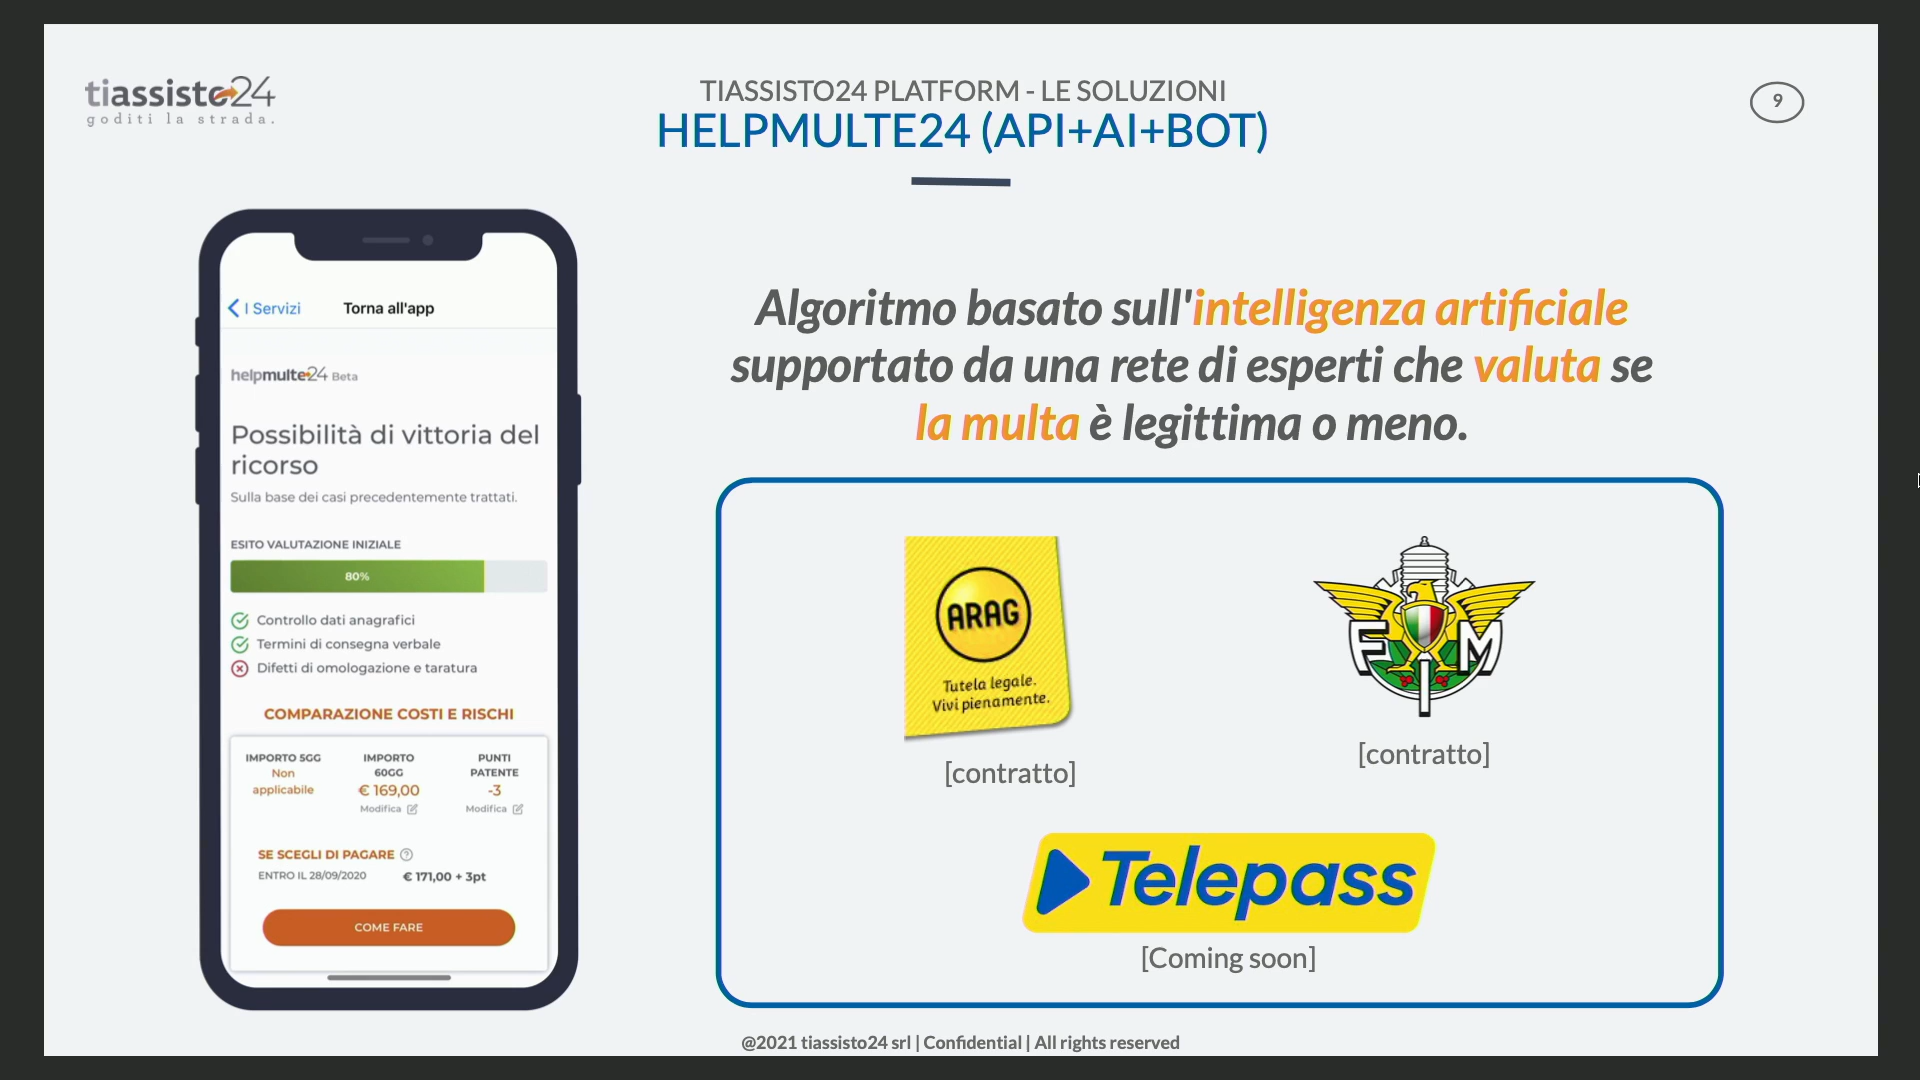 tiassisto24
goditi la strada.
TIASSISTO24 PLATFORM - LE SOLUZIONI
HELPMULTE24 (API+AI+BOT)
9
I Servizi
Torna all'app
helpmulte24 Beta
Possibilità di vittoria del
ricorso
Sulla base dei casi precedentemente trattati.
ESITO VALUTAZIONE INIZIALE
80%
Controllo dati anagrafici
Termini di consegna verbale
Difetti di omologazione e taratura
COMPARAZIONE COSTI E RISCHI
IMPORTO 5GG
Non
applicabile
IMPORTO
60GG
€ 169,00
Modifica
PUNTI
PATENTE
-3
Modifica
SE SCEGLI DI PAGARE
ENTRO IL 28/09/2020 € 171,00 + 3pt
COME FARE
Algoritmo basato sull'intelligenza artificiale
supportato da una rete di esperti che valuta se
la multa è legittima o meno.
ARAG
Tutela legale.
Vivi pienamente.
[contratto]
F M
[contratto]
Telepass
[Coming soon]
@2021 tiassisto24 srl | Confidential | All rights reserved